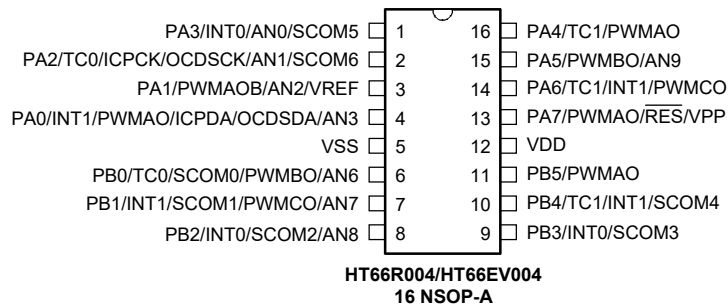 PA3/INT0/AN0/SCOM5 1 16 PA4/TC1/PWMAO
PA2/TC0/ICPCK/OCDSCK/AN1/SCOM6 2 15 PA5/PWMBO/AN9
PA1/PWMAOB/AN2/VREF 3 14 PA6/TC1/INT1/PWMCO
PA0/INT1/PWMAO/ICPDA/OCDSDA/AN3 4 13 PA7/PWMAO/RES/VPP
VSS 5 12 VDD
PB0/TC0/SCOM0/PWMBO/AN6 6 11 PB5/PWMAO
PB1/INT1/SCOM1/PWMCO/AN7 7 10 PB4/TC1/INT1/SCOM4
PB2/INT0/SCOM2/AN8 8 9 PB3/INT0/SCOM3
HT66R004/HT66EV004
16 NSOP-A